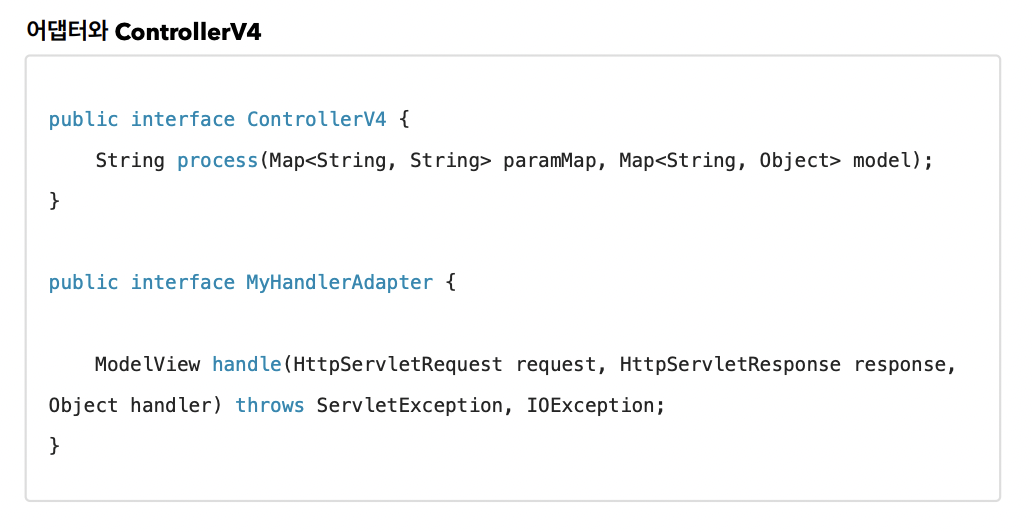 어댑터와 ControllerV4
public interface ControllerV4 {
    String process(Map<String, String> paramMap, Map<String, Object> model);
}
public interface MyHandlerAdapter {
    ModelView handle(HttpServletRequest request, HttpServletResponse response,
Object handler) throws ServletException, IOException;
}